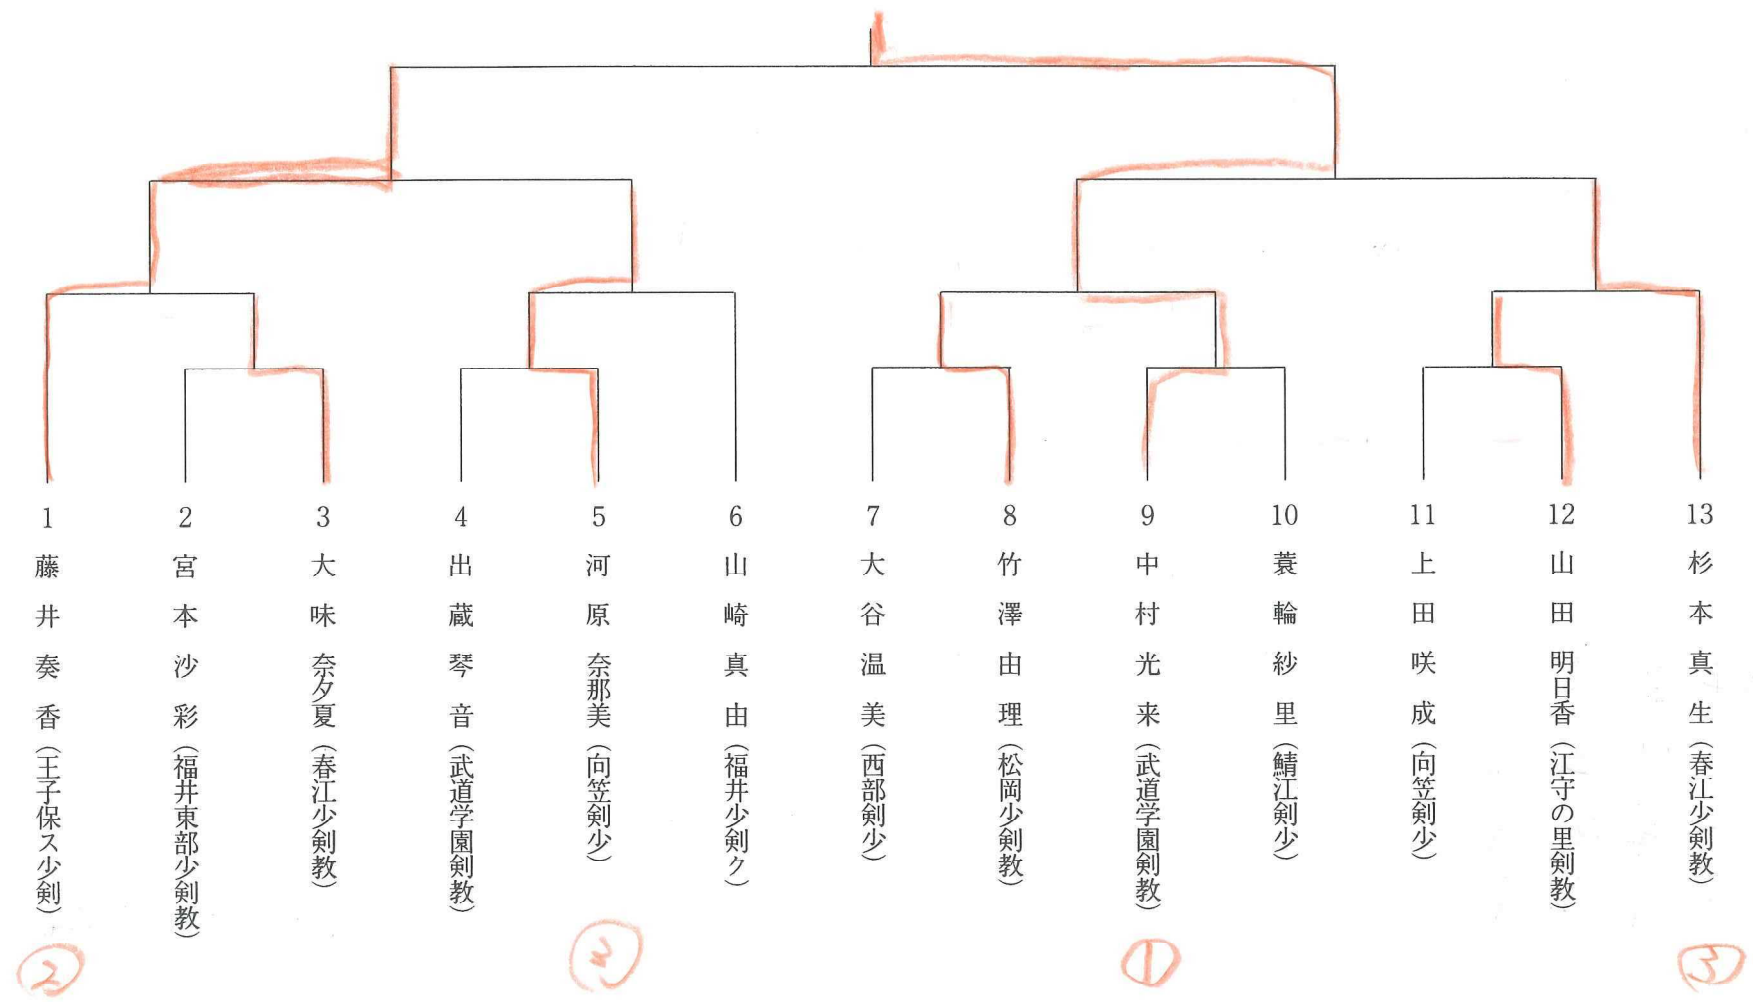 1 藤井奏香（王子保ス少剣）
2 宮本沙彩（福井東部少剣教）
3 大味奈夕夏（春江少剣教）
4 出蔵琴音（武道学園剣教）
5 河原奈那美（向笠剣少）
6 山崎真由（福井少剣ク）
7 大谷温美（西部剣少）
8 竹澤由理（松岡少剣教）
9 中村光来（武道学園剣教）
10 蓑輪紗里（鯖江剣少）
11 上田咲成（向笠剣少）
12 山田明日香（江守の里剣教）
13 杉本真生（春江少剣教）
②
③
①
③